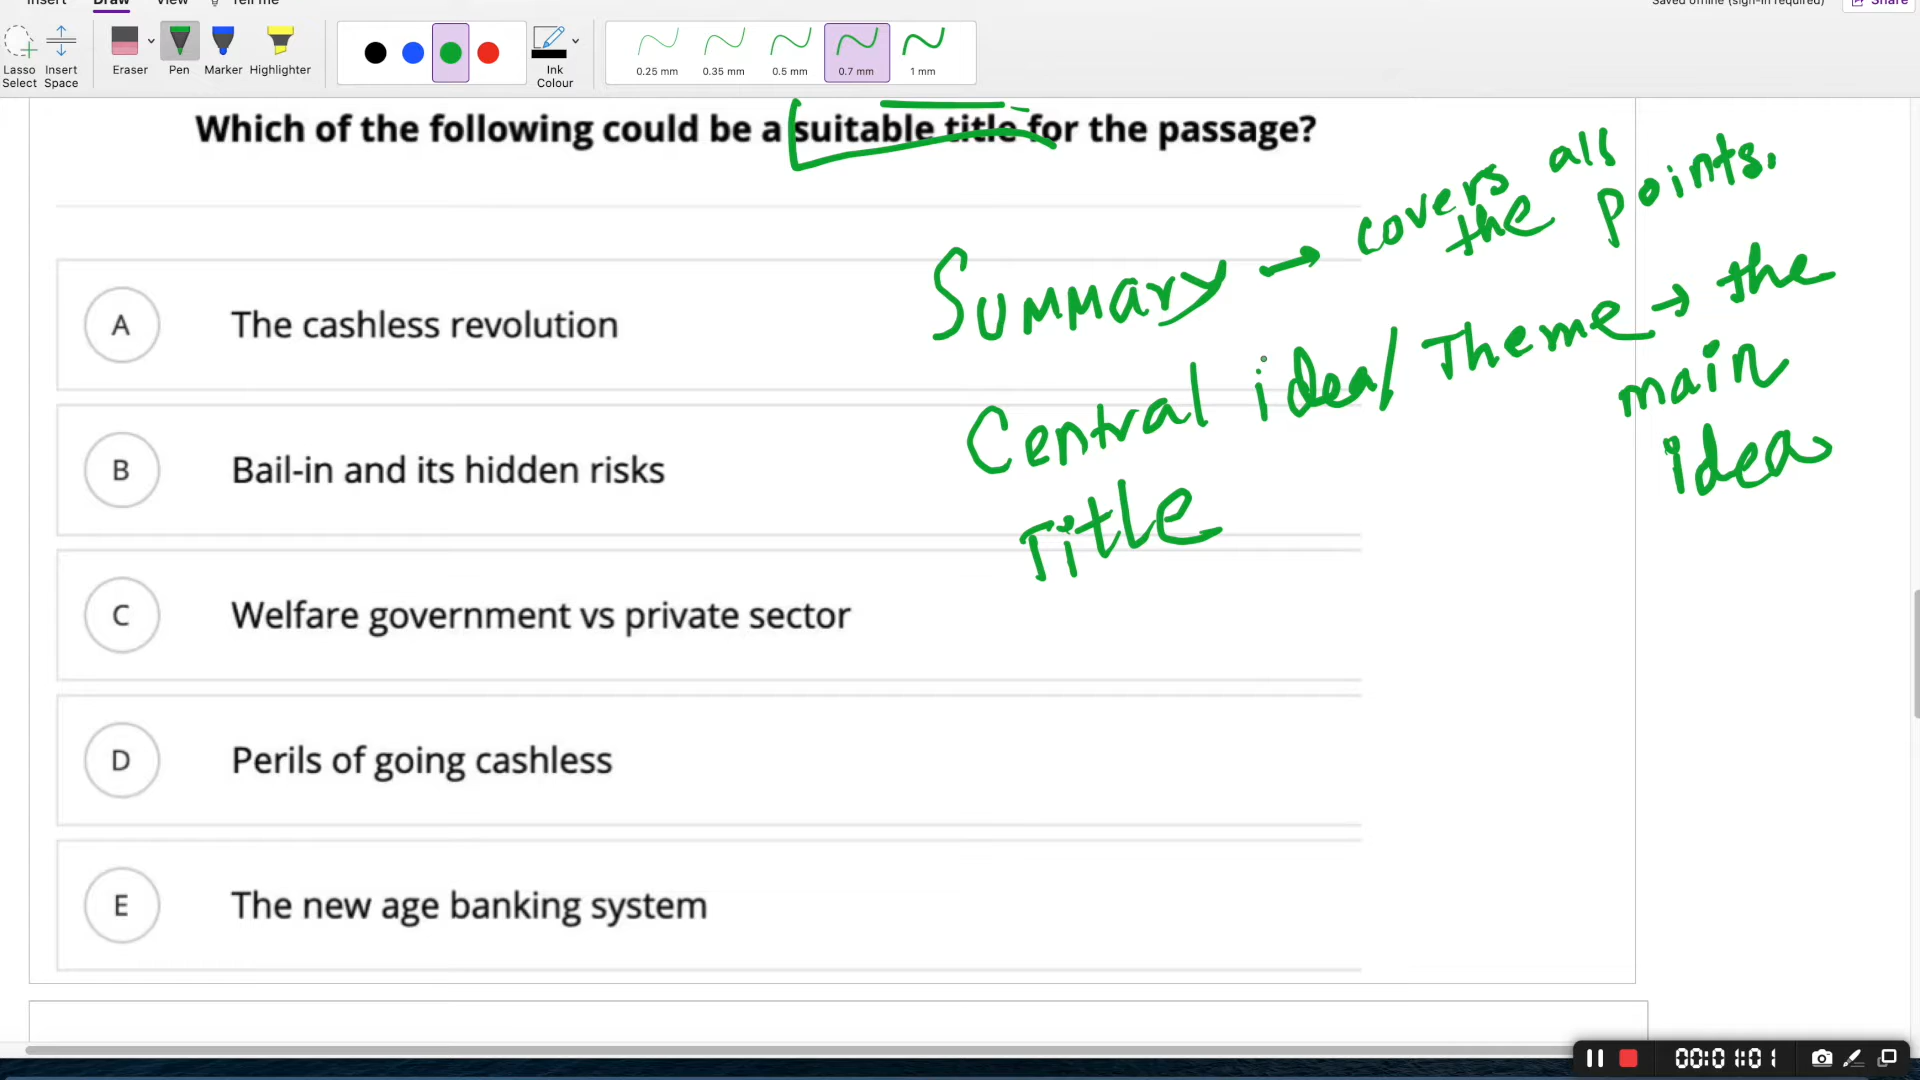 Insert Draw View Tell me Saved offline (sign-in required) Share
Lasso Select Insert Space Eraser Pen Marker Highlighter Ink Colour 0.25 mm 0.35 mm 0.5 mm 0.7 mm 1 mm
Which of the following could be a suitable title for the passage?
A The cashless revolution
B Bail-in and its hidden risks
C Welfare government vs private sector
D Perils of going cashless
E The new age banking system
Summary → covers all
the points.
Central idea/ Theme → the
main
idea
Title
00:01:01